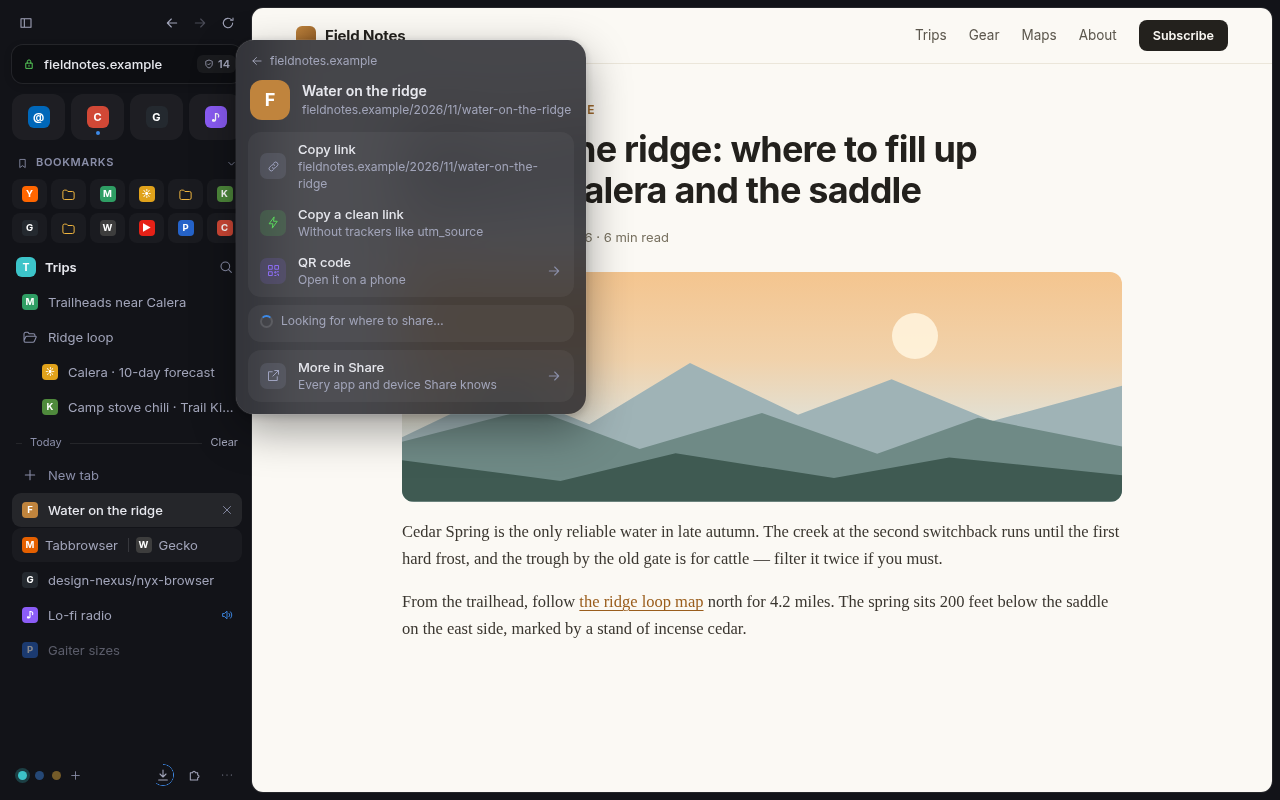 fieldnotes.example
14
@
C
G
BOOKMARKS
Y
M
K
G
W
P
C
T Trips
M Trailheads near Calera
Ridge loop
Calera · 10-day forecast
K Camp stove chili · Trail Ki...
Today
Clear
New tab
F Water on the ridge
M Tabbrowser
W Gecko
G design-nexus/nyx-browser
Lo-fi radio
P Gaiter sizes
fieldnotes.example
F
Water on the ridge
fieldnotes.example/2026/11/water-on-the-ridge
Copy link
fieldnotes.example/2026/11/water-on-the-
ridge
Copy a clean link
Without trackers like utm_source
QR code
Open it on a phone
Looking for where to share...
More in Share
Every app and device Share knows
Field Notes
Trips
Gear
Maps
About
Subscribe
E
ne ridge: where to fill up
alera and the saddle
6 · 6 min read
Cedar Spring is the only reliable water in late autumn. The creek at the second switchback runs until the first
hard frost, and the trough by the old gate is for cattle — filter it twice if you must.
From the trailhead, follow the ridge loop map north for 4.2 miles. The spring sits 200 feet below the saddle
on the east side, marked by a stand of incense cedar.